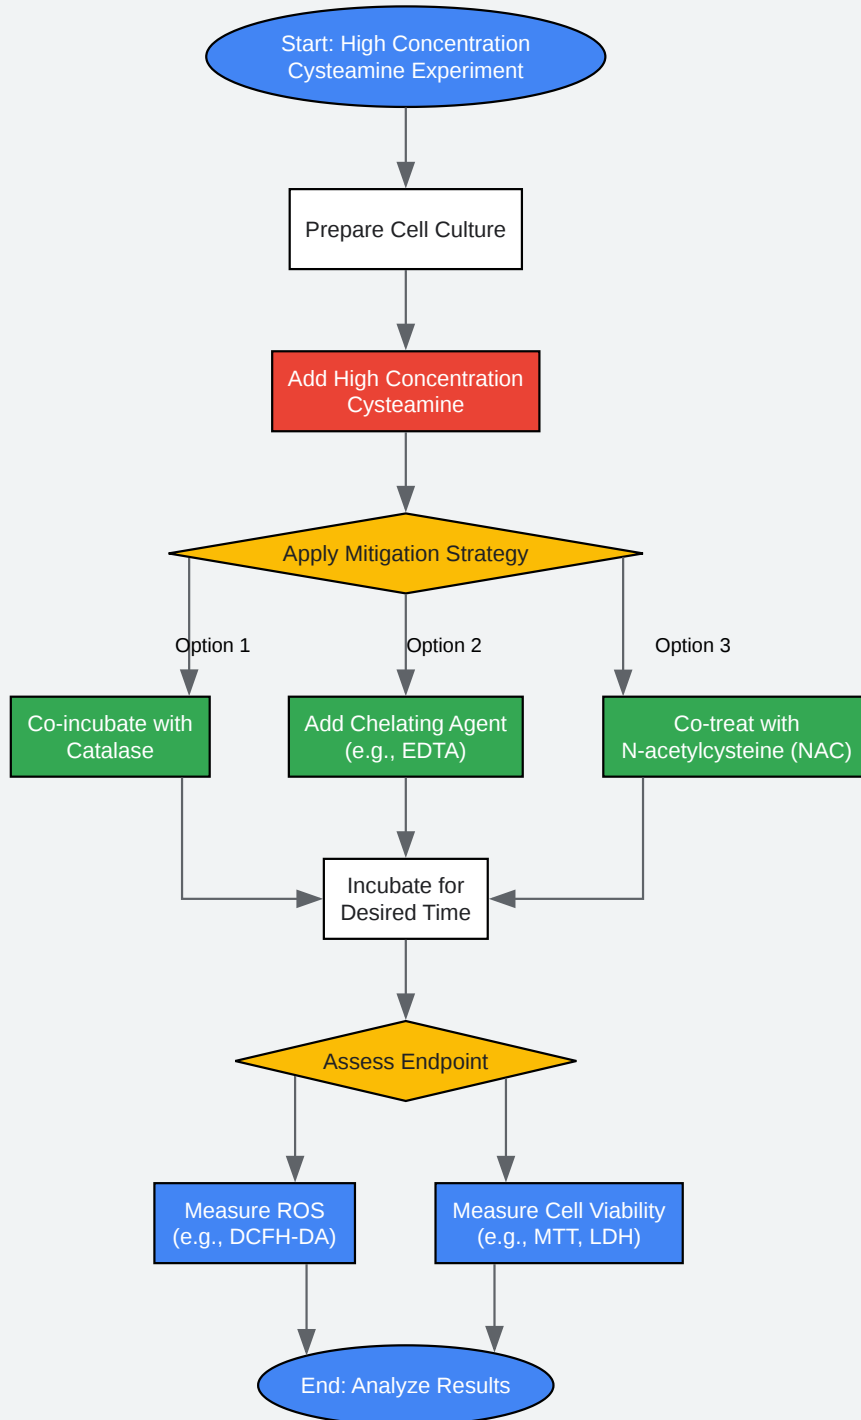 Start: High Concentration
Cysteamine Experiment
Prepare Cell Culture
Add High Concentration
Cysteamine
Apply Mitigation Strategy
Option 1
Option 2
Option 3
Co-incubate with
Catalase
Add Chelating Agent
(e.g., EDTA)
Co-treat with
N-acetylcysteine (NAC)
Incubate for
Desired Time
Assess Endpoint
Measure ROS
(e.g., DCFH-DA)
Measure Cell Viability
(e.g., MTT, LDH)
End: Analyze Results